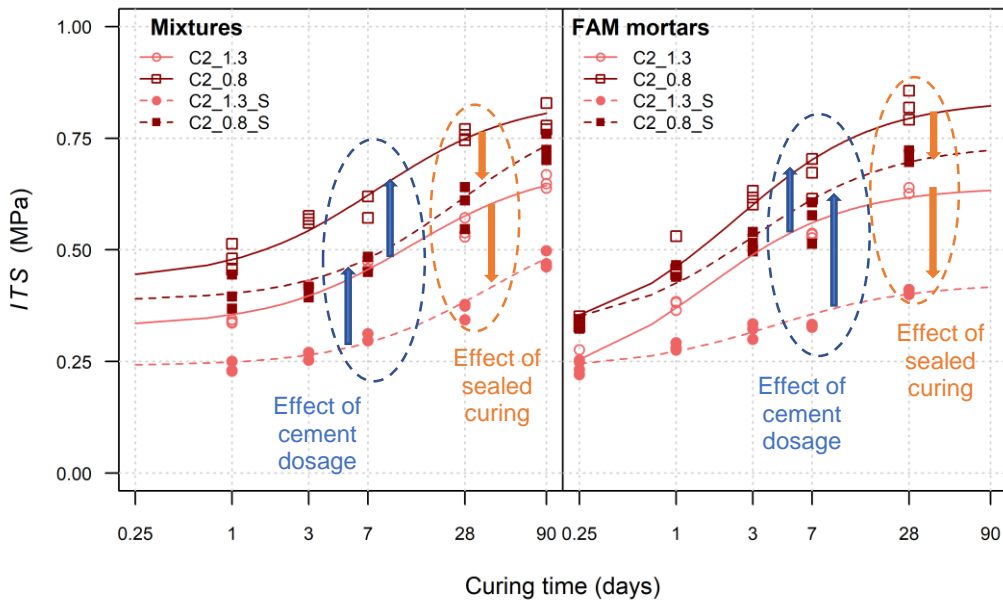 Mixtures
C2_1.3
C2_0.8
C2_1.3_S
C2_0.8_S
FAM mortars
C2_1.3
C2_0.8
C2_1.3_S
C2_0.8_S
1.00
0.75
0.50
0.25
0.00
ITS (MPa)
Effect of
cement
dosage
Effect of
sealed
curing
Effect of
cement
dosage
Effect of
sealed
curing
0.25 1 3 7 28 90 0.25 1 3 7 28 90
Curing time (days)